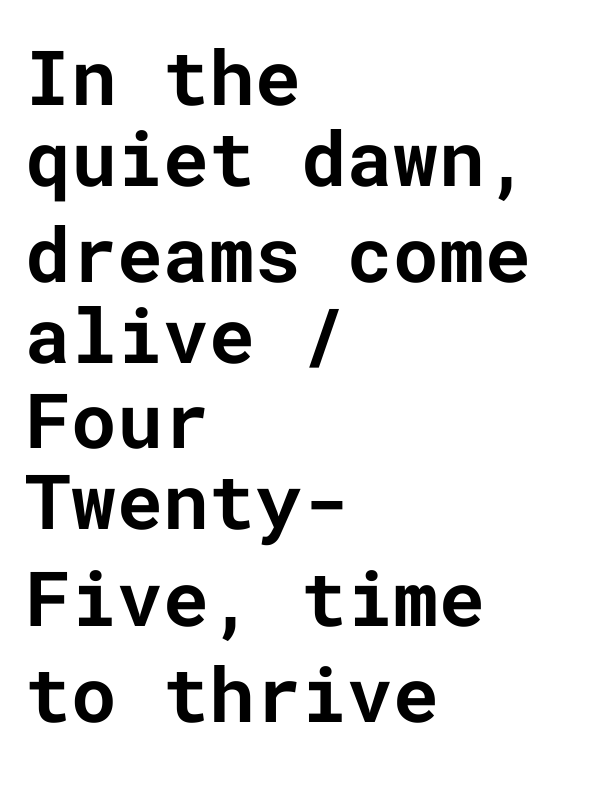 In the
quiet dawn,
dreams come
alive /
Four
Twenty-
Five, time
to thrive